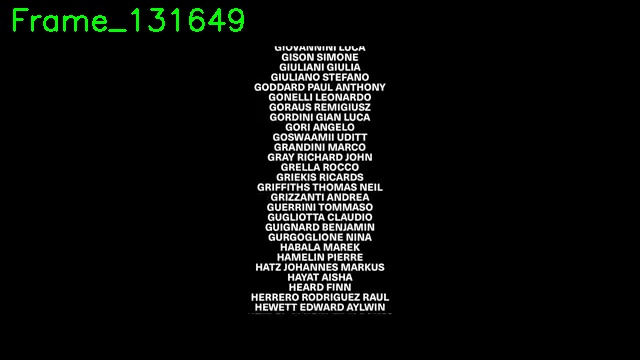 Frame_131649
GIOVANNINI LUCA
GISON SIMONE
GIULIANI GIULIA
GIULIANO STEFANO
GODDARD PAUL ANTHONY
GONELLI LEONARDO
GORAUS REMIGIUSZ
GORDINI GIAN LUCA
GORI ANGELO
GOSWAAMII UDITT
GRANDINI MARCO
GRAY RICHARD JOHN
GRELLA ROCCO
GRIEKIS RICARDS
GRIFFITHS THOMAS NEIL
GRIZZANTI ANDREA
GUERRINI TOMMASO
GUGLIOTTA CLAUDIO
GUIGNARD BENJAMIN
GURGOGLIONE NINA
HABALA MAREK
HAMELIN PIERRE
HATZ JOHANNES MARKUS
HAYAT AISHA
HEARD FINN
HERRERO RODRIGUEZ RAUL
HEWETT EDWARD AYLWIN